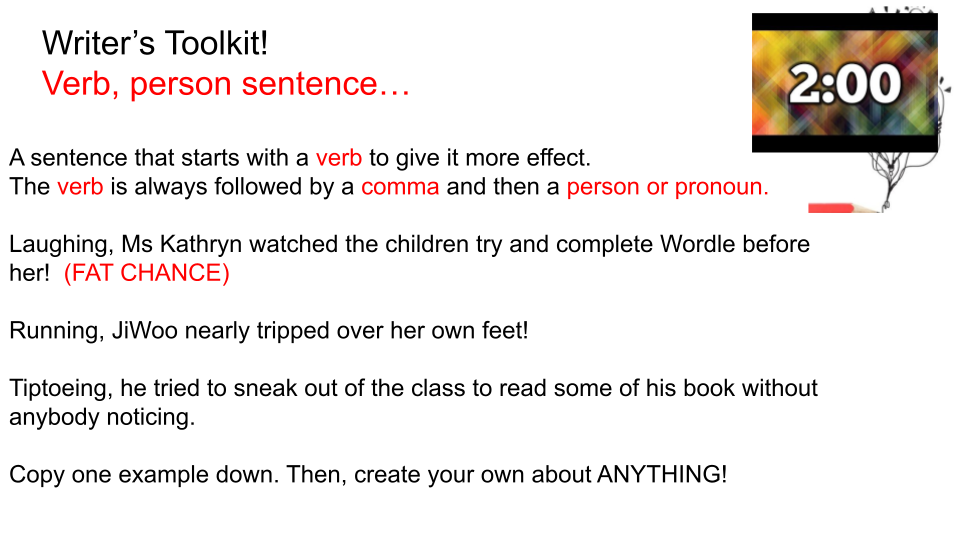 Writer’s Toolkit!
Verb, person sentence…
2:00
A sentence that starts with a verb to give it more effect.
The verb is always followed by a comma and then a person or pronoun.
Laughing, Ms Kathryn watched the children try and complete Wordle before
her!  (FAT CHANCE)
Running, JiWoo nearly tripped over her own feet!
Tiptoeing, he tried to sneak out of the class to read some of his book without
anybody noticing.
Copy one example down. Then, create your own about ANYTHING!